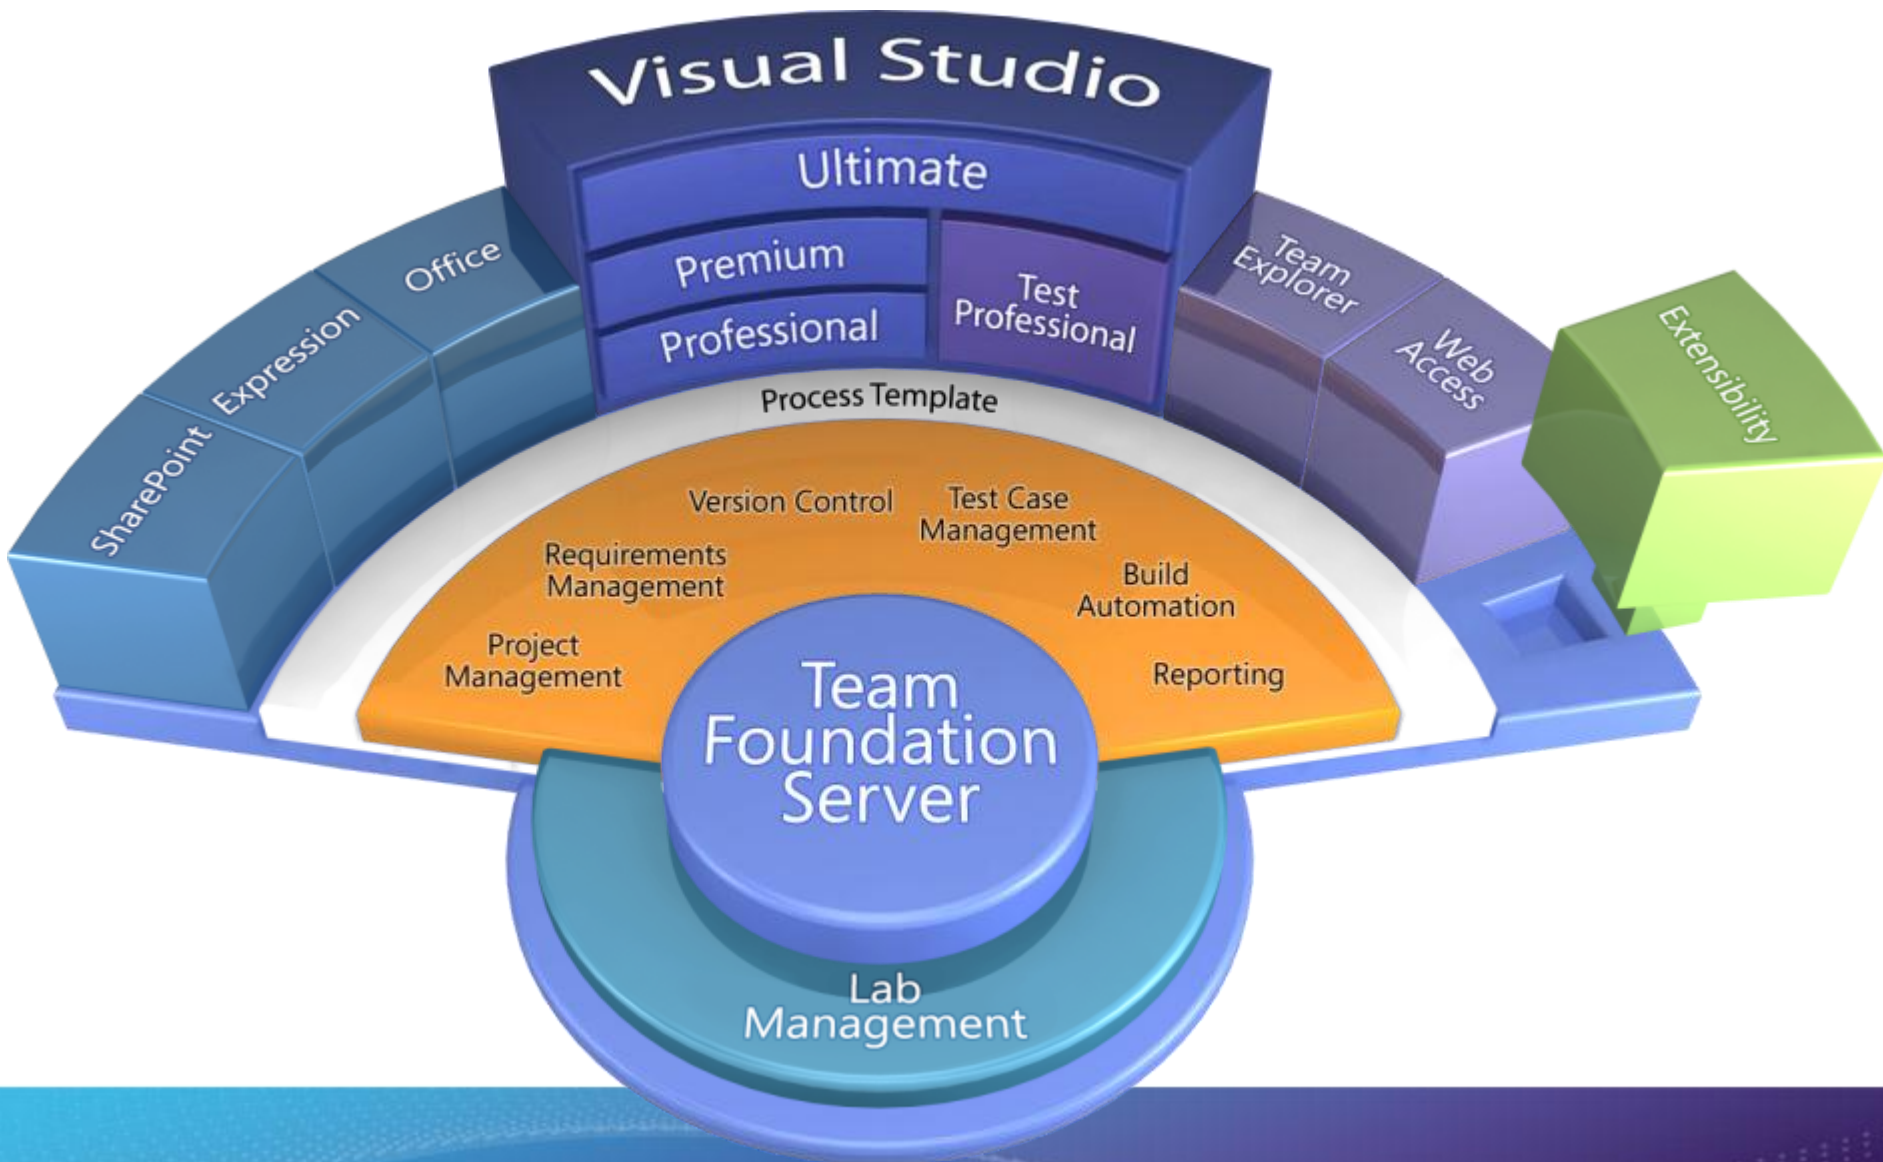 Visual Studio
Ultimate
Premium
Professional
Test
Professional
Office
Expression
SharePoint
Team
Explorer
Web
Access
Extensibility
Process Template
Version Control
Test Case
Management
Requirements
Management
Build
Automation
Project
Management
Reporting
Team
Foundation
Server
Lab
Management